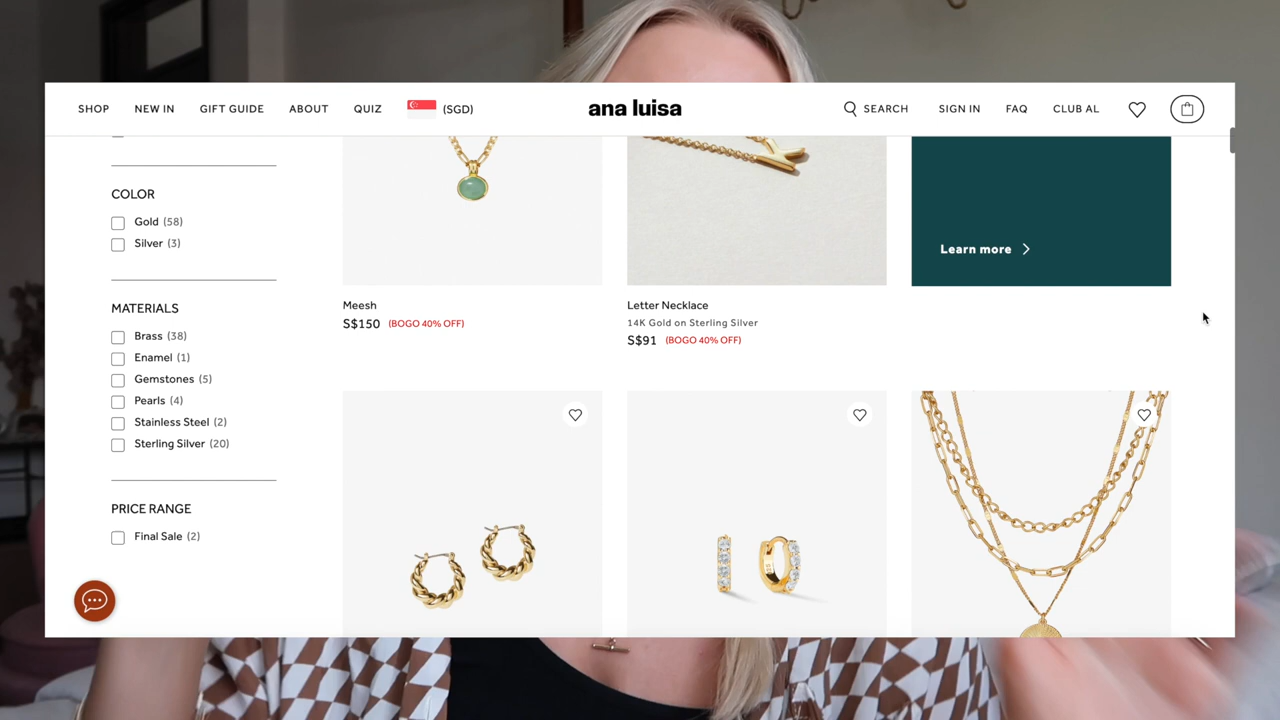 SHOP
NEW IN
GIFT GUIDE
ABOUT
QUIZ
(SGD)
ana luisa
SEARCH
SIGN IN
FAQ
CLUB AL
COLOR
Gold (58)
Silver (3)
MATERIALS
Brass (38)
Enamel (1)
Gemstones (5)
Pearls (4)
Stainless Steel (2)
Sterling Silver (20)
PRICE RANGE
Final Sale (2)
Meesh
S$150 (BOGO 40% OFF)
Letter Necklace
14K Gold on Sterling Silver
S$91 (BOGO 40% OFF)
Learn more